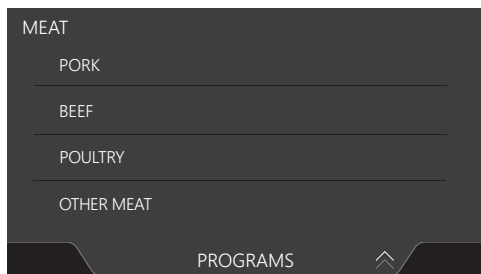 MEAT
PORK
BEEF
POULTRY
OTHER MEAT
PROGRAMS